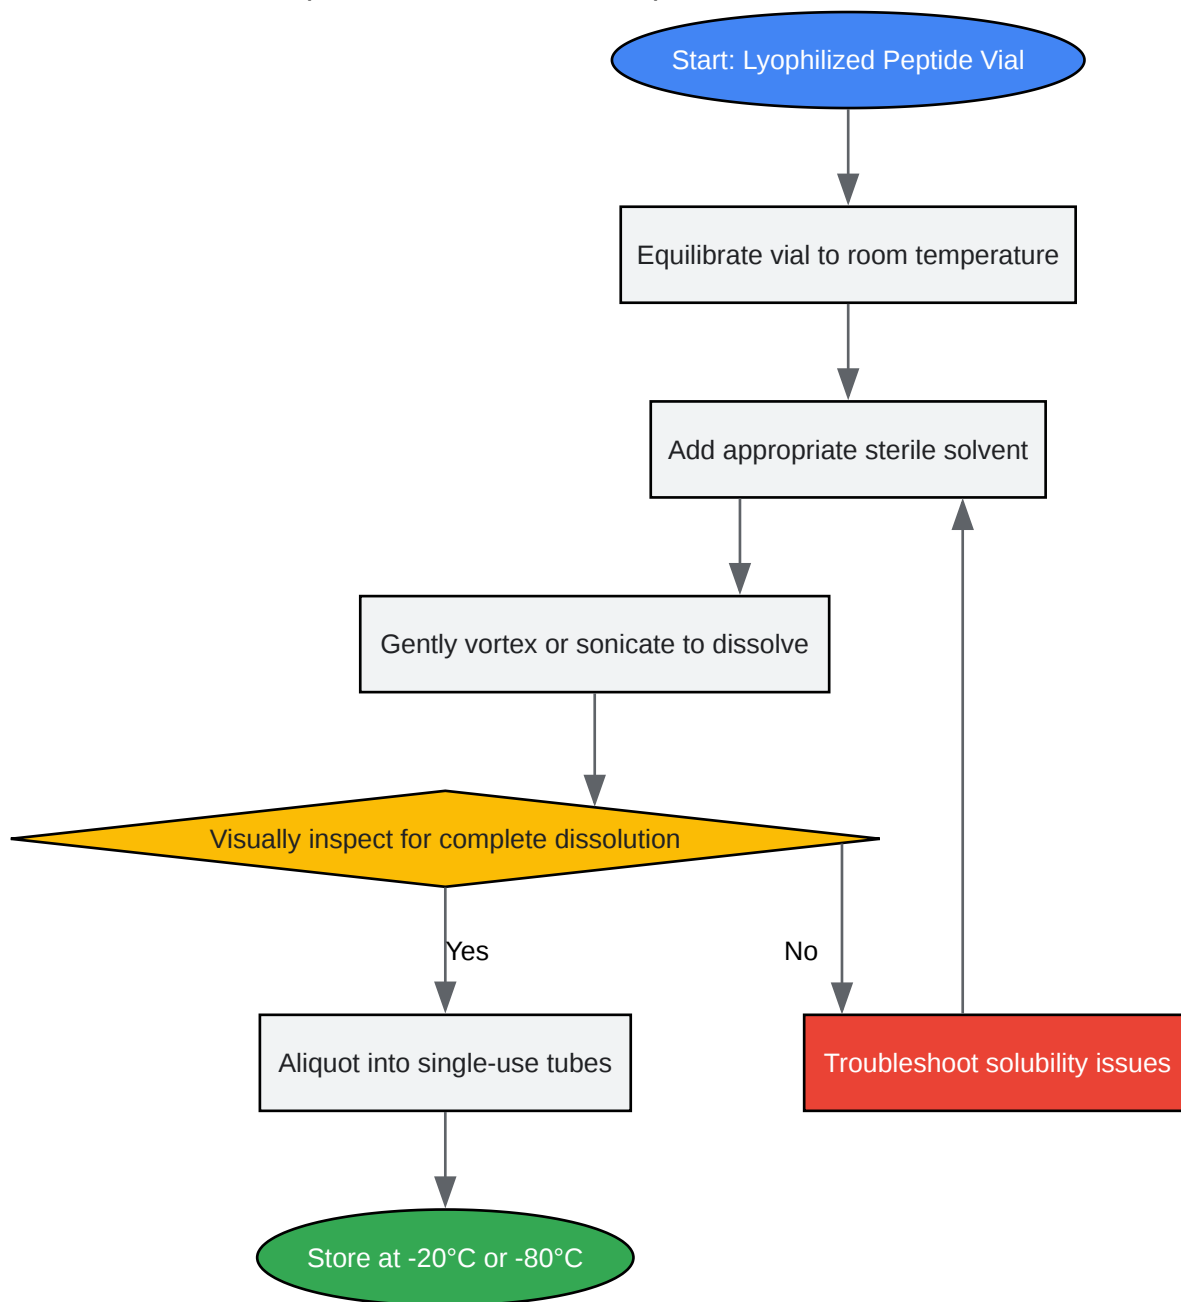 Start: Lyophilized Peptide Vial
Equilibrate vial to room temperature
Add appropriate sterile solvent
Gently vortex or sonicate to dissolve
Visually inspect for complete dissolution
Yes
No
Aliquot into single-use tubes
Troubleshoot solubility issues
Store at -20°C or -80°C